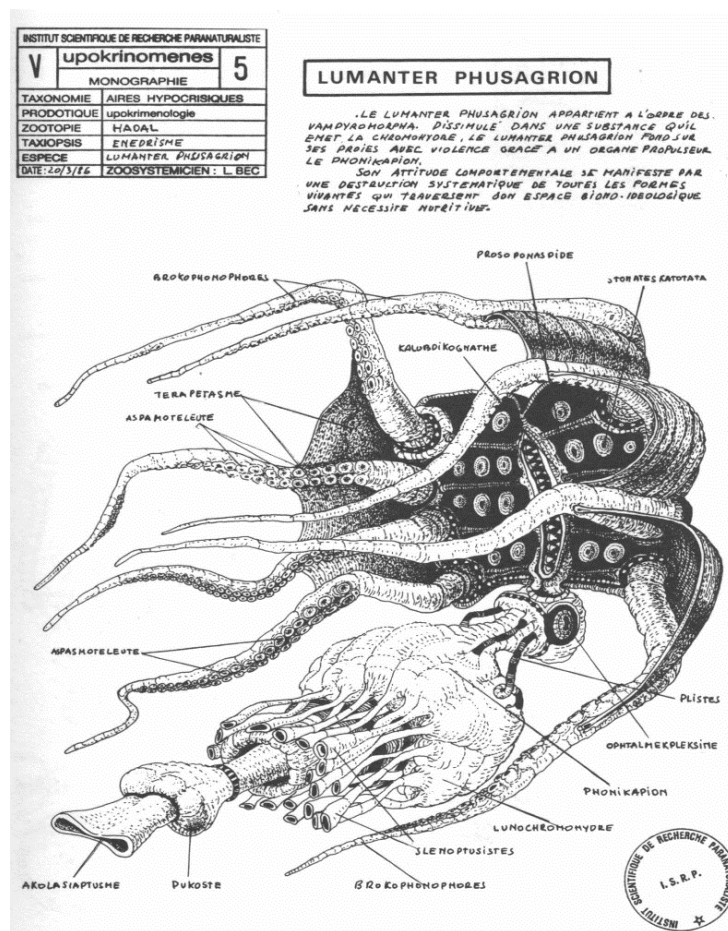 INSTITUT SCIENTIFIQUE DE RECHERCHE PARANATURALISTE
V upokrinomenes 5
MONOGRAPHIE
TAXONOMIE AIRES HYPOCRISIQUES
PRODOTIQUE upokrimenologie
ZOOTOPIE HADAL
TAXIOPSIS ENEDRISME
ESPECE LUMANTER PHUSAGRION
DATE: 20/3/86 ZOOSYSTEMICIEN : L. BEC
LUMANTER PHUSAGRION
. LE LUMANTER PHUSAGRION APPARTIENT A L'ORDRE DES
VAMPYROMORPHA. DISSIMULE DANS UNE SUBSTANCE QU'IL
EMET LA CHROMOHYDRE, LE LUMANTER PHUSAGRION FOND SUR
SES PROIES AVEC VIOLENCE GRACE A UN ORGANE PROPULSEUR
LE PHONIKAPION.
SON ATTITUDE COMPORTEMENTALE SE MANIFESTE PAR
UNE DESTRUCTION SYSTEMATIQUE DE TOUTES LES FORMES
VIVANTES QUI TRAVERSENT SON ESPACE BIOMO-IDEOLOGIQUE
SANS NECESSITE NUTRITIVE.
PROSOPONASPIDE
BROKOPHONOPHORES
STOMATES KATOTATA
KALUBDIKOGNATHE
TERAPETASME
ASPAMOTELEUTE
ASPASMOTELEUTE
PLISTES
OPHTALMEKPLEKSIME
PHONIKAPION
LUNOCHROMOHYDRE
SLENOPTUSISTES
AKOLASIAPTUSME
DUKOSTE
BROKOPHONOPHORES
INSTITUT SCIENTIFIQUE DE RECHERCHE PARANATURALISTE
I.S.R.P.